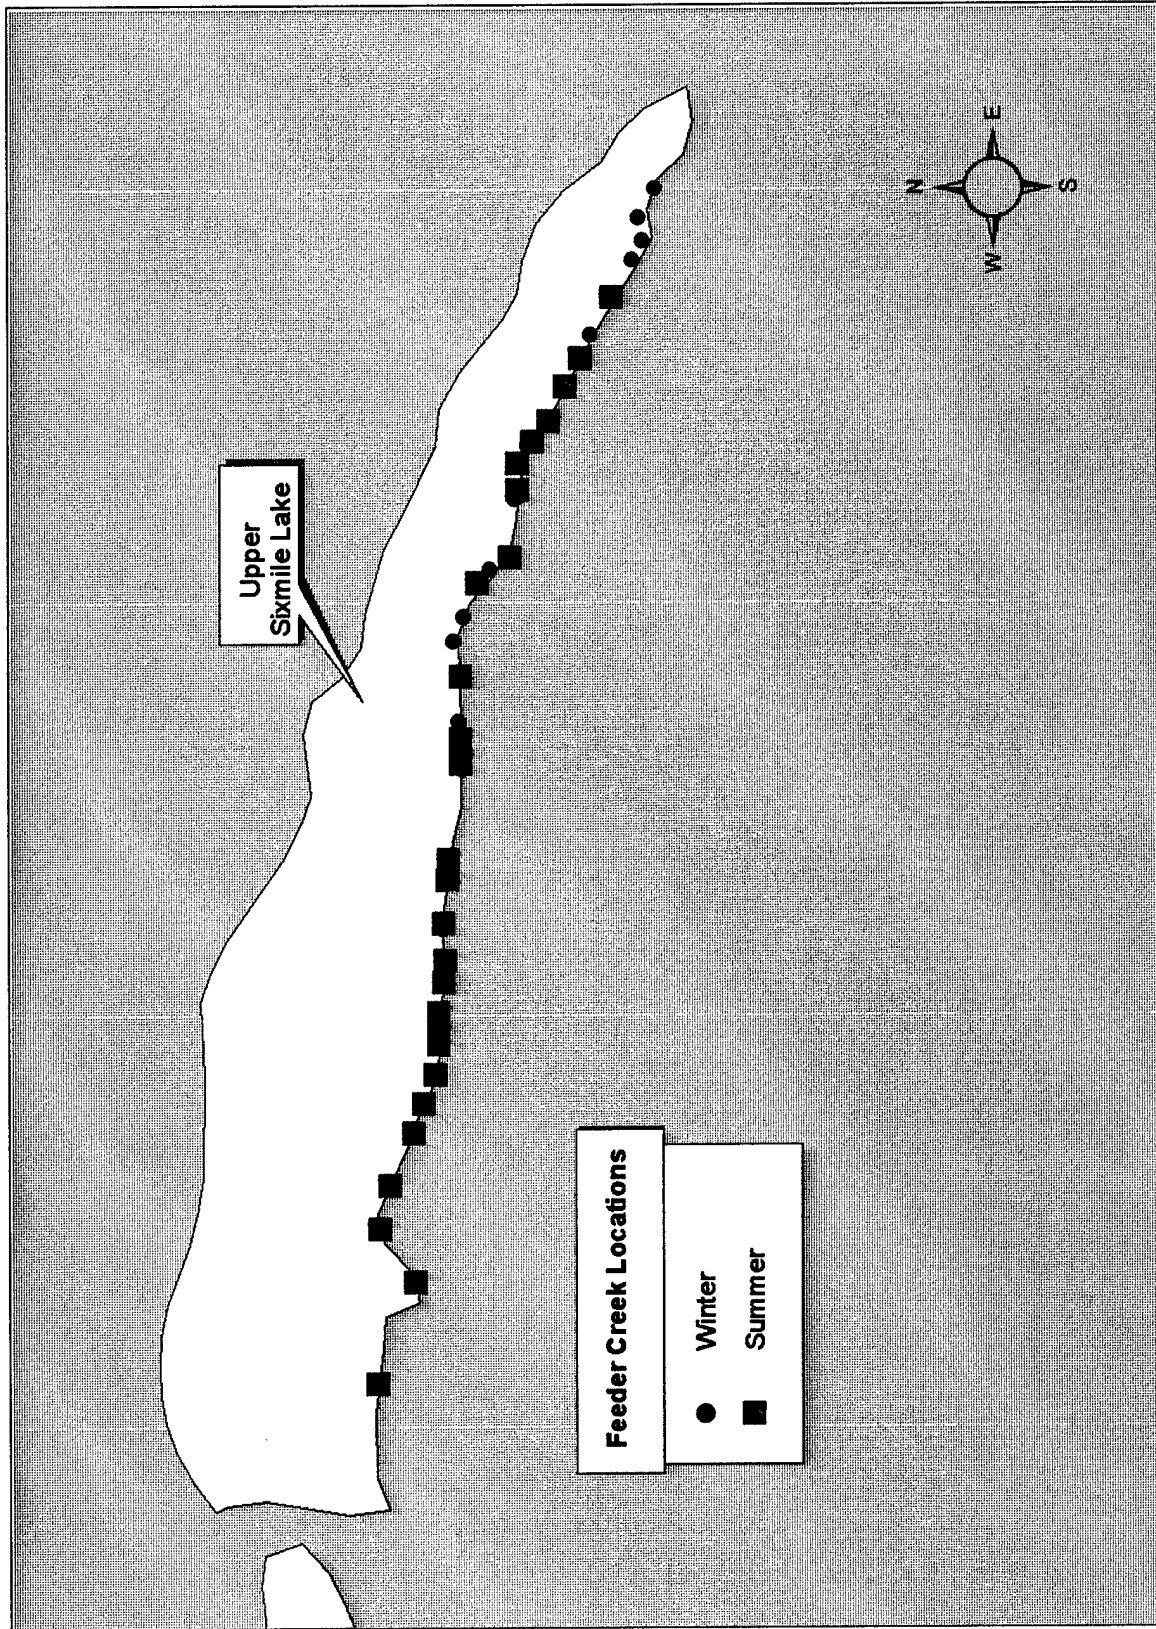 Upper
Sixmile Lake
N
W
E
S
Feeder Creek Locations
Winter
Summer